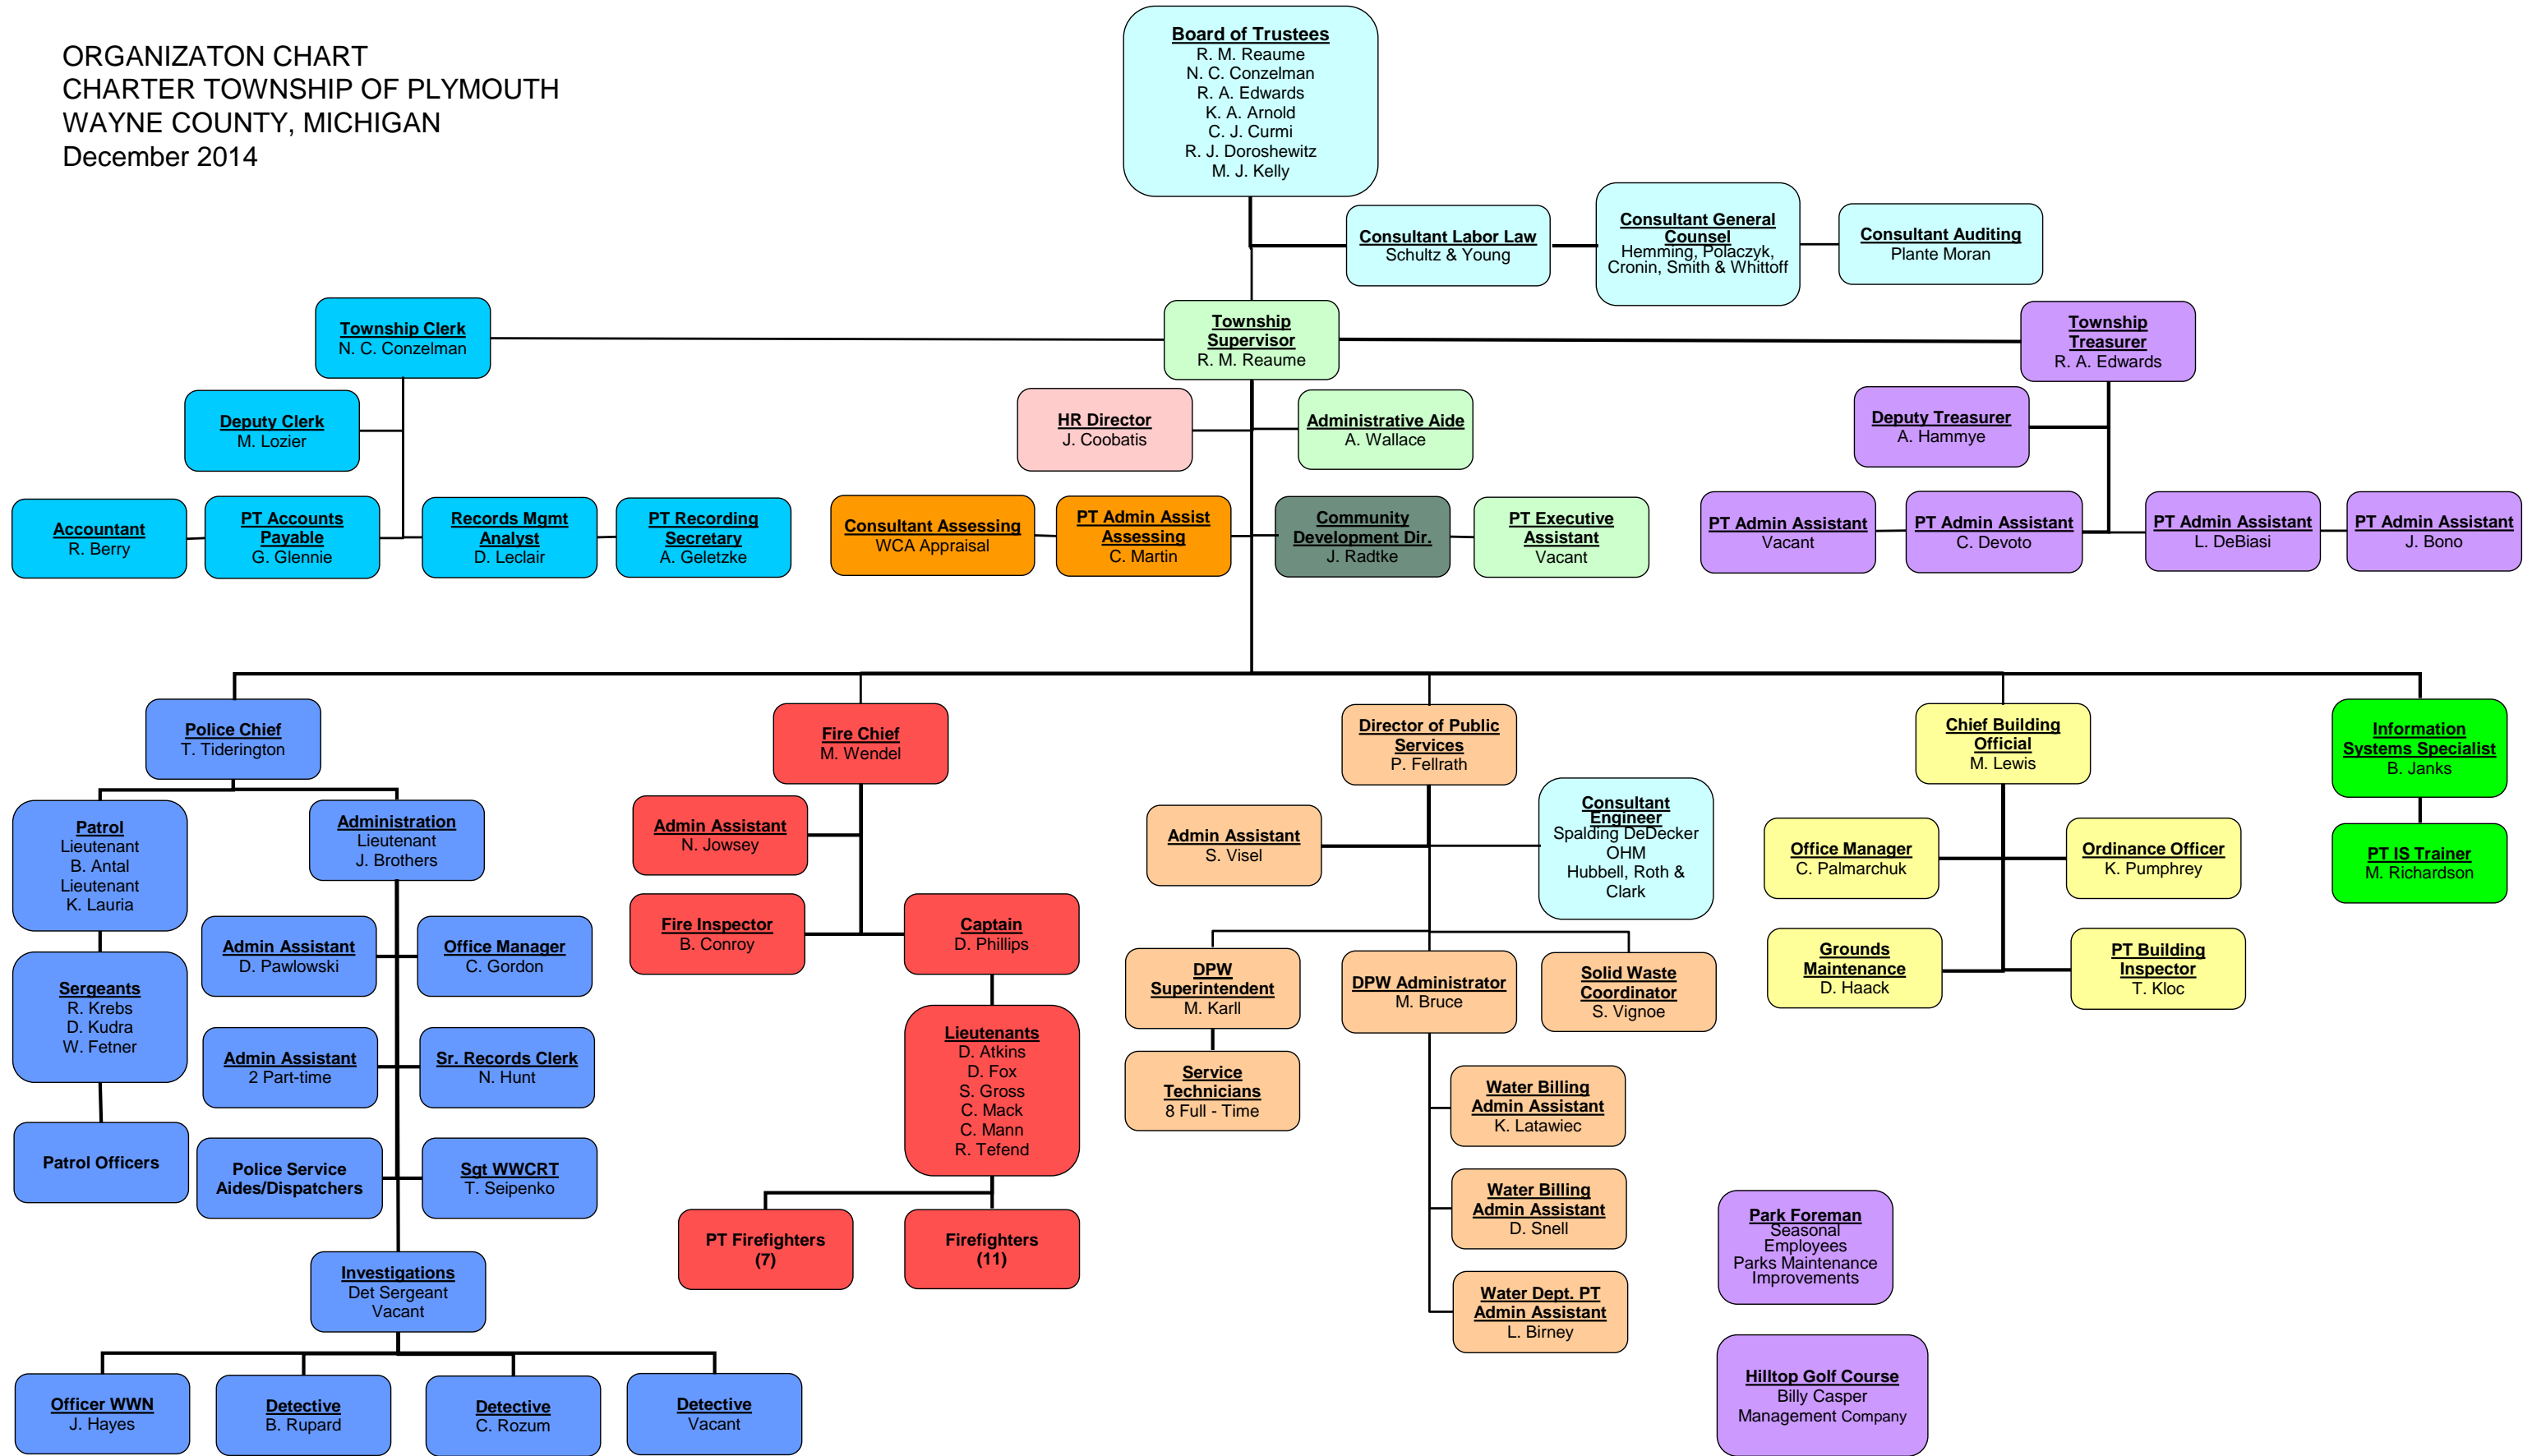 ORGANIZATON CHART
CHARTER TOWNSHIP OF PLYMOUTH
WAYNE COUNTY, MICHIGAN
December 2014
Board of Trustees
R. M. Reaume
N. C. Conzelman
R. A. Edwards
K. A. Arnold
C. J. Curmi
R. J. Doroshewitz
M. J. Kelly
Consultant Labor Law
Schultz & Young
Consultant General
Counsel
Hemming, Polaczyk,
Cronin, Smith & Whittoff
Consultant Auditing
Plante Moran
Township Clerk
N. C. Conzelman
Township
Supervisor
R. M. Reaume
Township
Treasurer
R. A. Edwards
Deputy Clerk
M. Lozier
HR Director
J. Coobatis
Administrative Aide
A. Wallace
Deputy Treasurer
A. Hammye
Accountant
R. Berry
PT Accounts
Payable
G. Glennie
Records Mgmt
Analyst
D. Leclair
PT Recording
Secretary
A. Geletzke
Consultant Assessing
WCA Appraisal
PT Admin Assist
Assessing
C. Martin
Community
Development Dir.
J. Radtke
PT Executive
Assistant
Vacant
PT Admin Assistant
Vacant
PT Admin Assistant
C. Devoto
PT Admin Assistant
L. DeBiasi
PT Admin Assistant
J. Bono
Police Chief
T. Tiderington
Fire Chief
M. Wendel
Director of Public
Services
P. Fellrath
Chief Building
Official
M. Lewis
Information
Systems Specialist
B. Janks
Patrol
Lieutenant
B. Antal
Lieutenant
K. Lauria
Administration
Lieutenant
J. Brothers
Admin Assistant
N. Jowsey
Admin Assistant
S. Visel
Consultant
Engineer
Spalding DeDecker
OHM
Hubbell, Roth &
Clark
Office Manager
C. Palmarchuk
Ordinance Officer
K. Pumphrey
PT IS Trainer
M. Richardson
Admin Assistant
D. Pawlowski
Office Manager
C. Gordon
Fire Inspector
B. Conroy
Captain
D. Phillips
DPW
Superintendent
M. Karll
DPW Administrator
M. Bruce
Solid Waste
Coordinator
S. Vignoe
Grounds
Maintenance
D. Haack
PT Building
Inspector
T. Kloc
Sergeants
R. Krebs
D. Kudra
W. Fetner
Admin Assistant
2 Part-time
Sr. Records Clerk
N. Hunt
Lieutenants
D. Atkins
D. Fox
S. Gross
C. Mack
C. Mann
R. Tefend
Service
Technicians
8 Full - Time
Water Billing
Admin Assistant
K. Latawiec
Patrol Officers
Police Service
Aides/Dispatchers
Sgt WWCRT
T. Seipenko
Water Billing
Admin Assistant
D. Snell
PT Firefighters
(7)
Firefighters
(11)
Park Foreman
Seasonal
Employees
Parks Maintenance
Improvements
Investigations
Det Sergeant
Vacant
Water Dept. PT
Admin Assistant
L. Birney
Officer WWN
J. Hayes
Detective
B. Rupard
Detective
C. Rozum
Detective
Vacant
Hilltop Golf Course
Billy Casper
Management Company